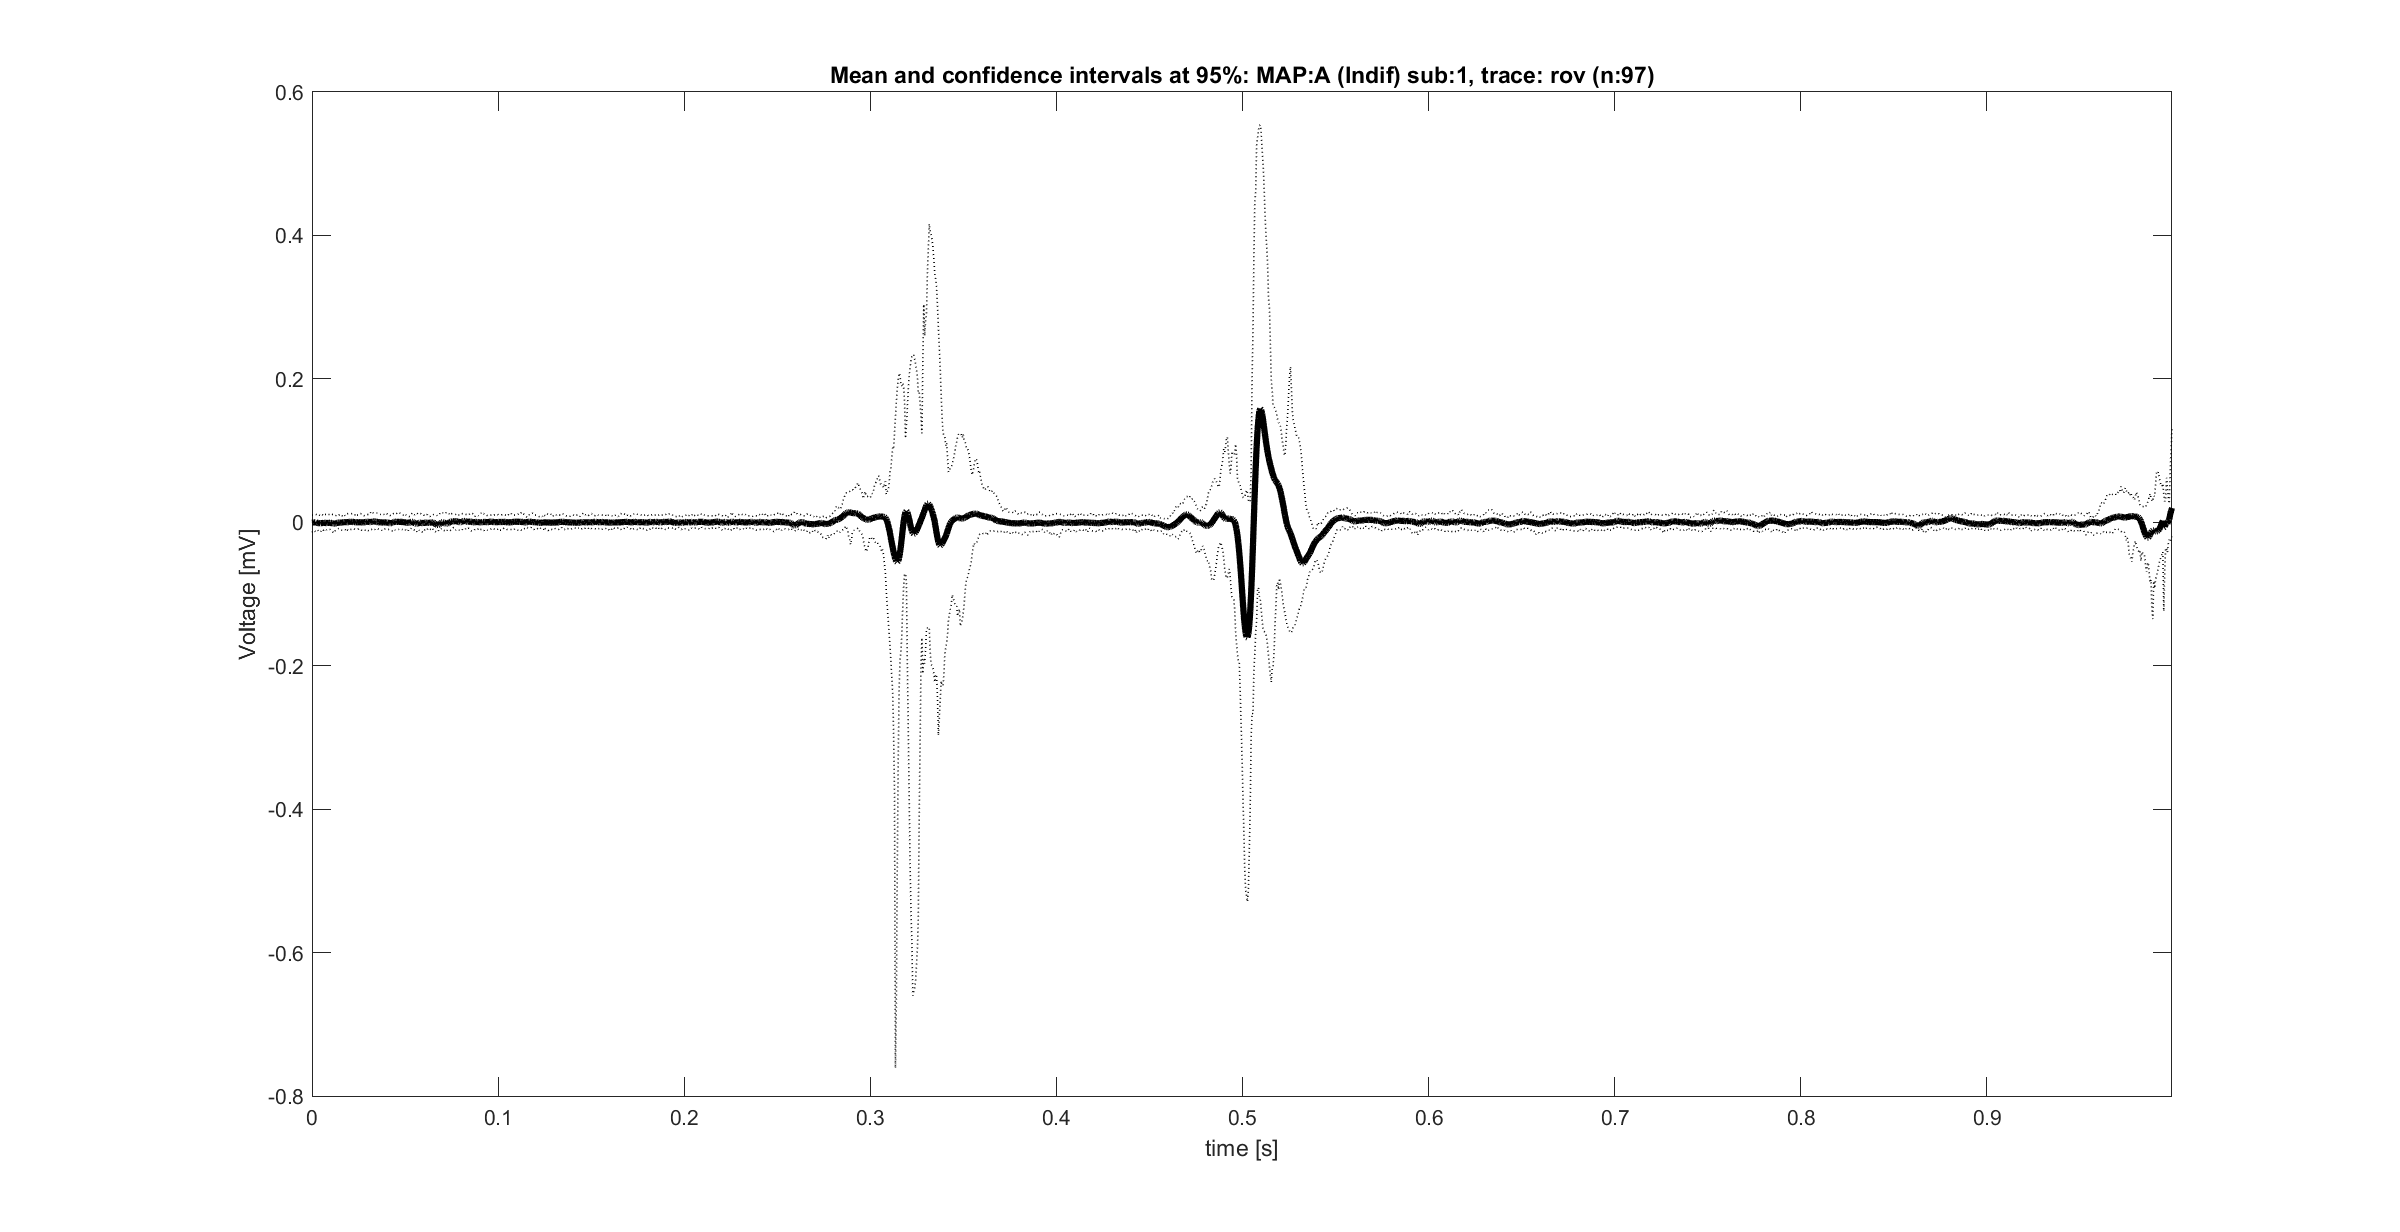 Mean and confidence intervals at 95%: MAP:A (Indif) sub:1, trace: rov (n:97)
0.6
0.4
0.2
0
-0.2
-0.4
-0.6
-0.8
Voltage [mV]
0 0.1 0.2 0.3 0.4 0.5 0.6 0.7 0.8 0.9
time [s]